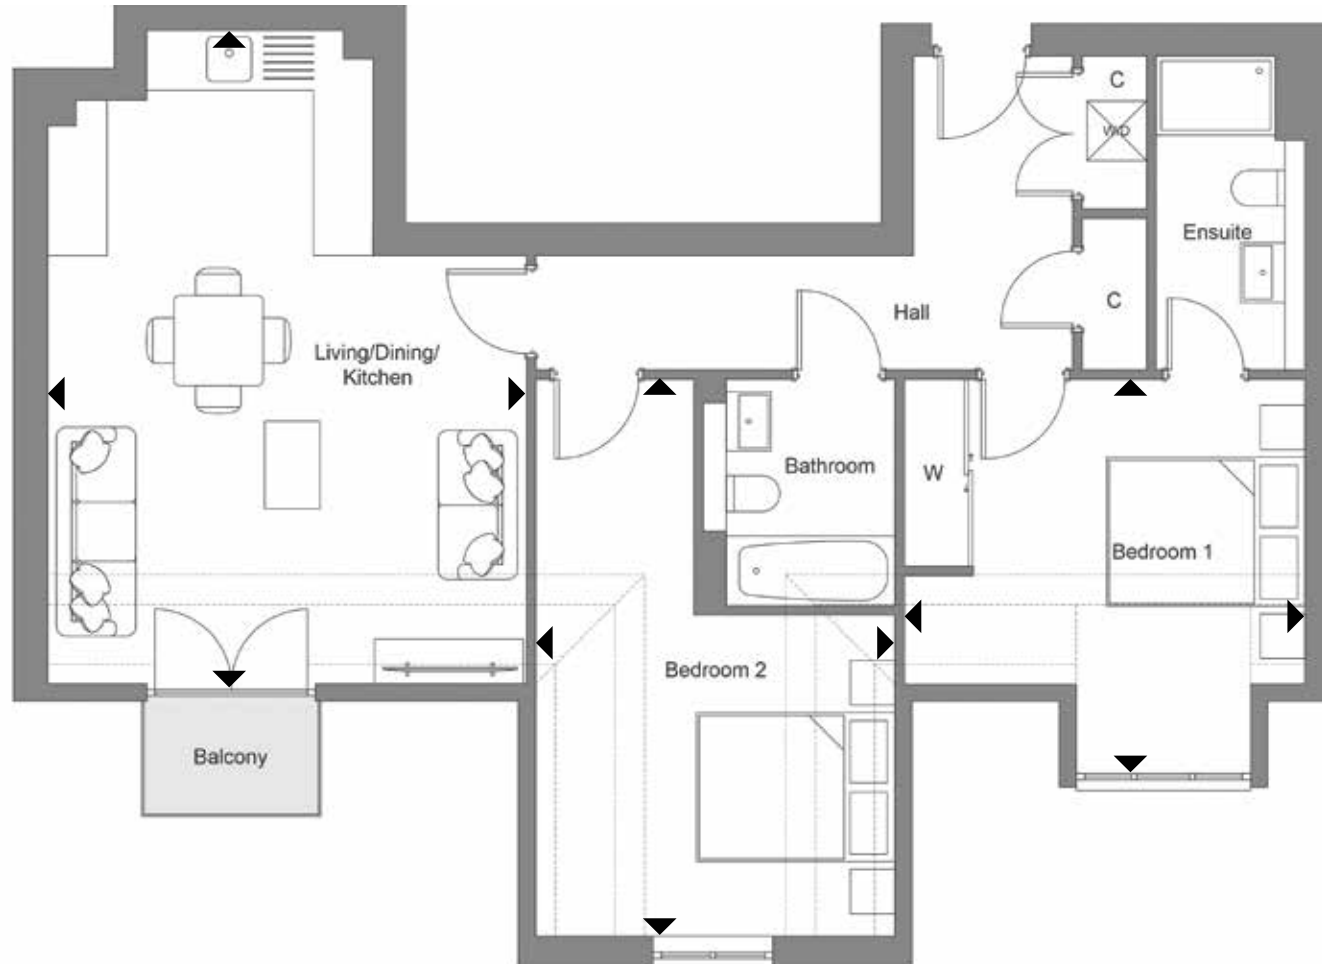 C
W/D
Ensuite
C
Hall
Living/Dining/
Kitchen
Bathroom
W
Bedroom 1
Bedroom 2
Balcony